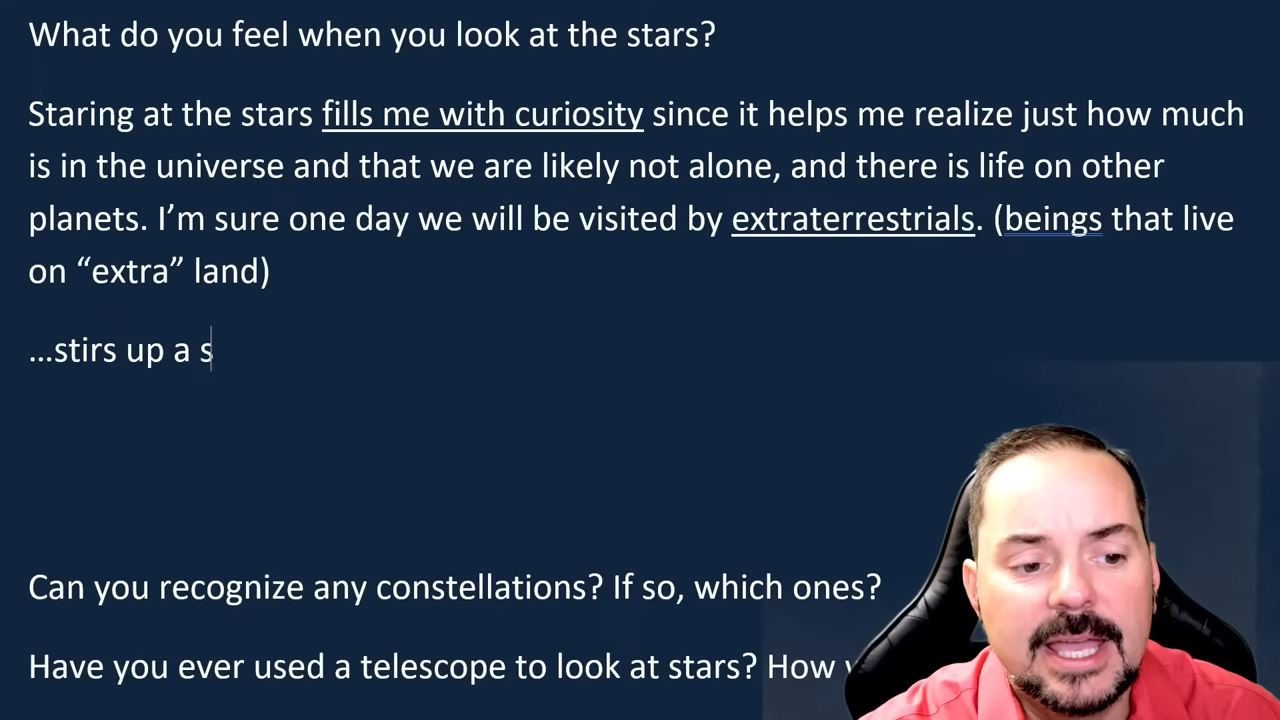 What do you feel when you look at the stars?
Staring at the stars fills me with curiosity since it helps me realize just how much
is in the universe and that we are likely not alone, and there is life on other
planets. I’m sure one day we will be visited by extraterrestrials. (beings that live
on “extra” land)
…stirs up a s
Can you recognize any constellations? If so, which ones?
Have you ever used a telescope to look at stars? How